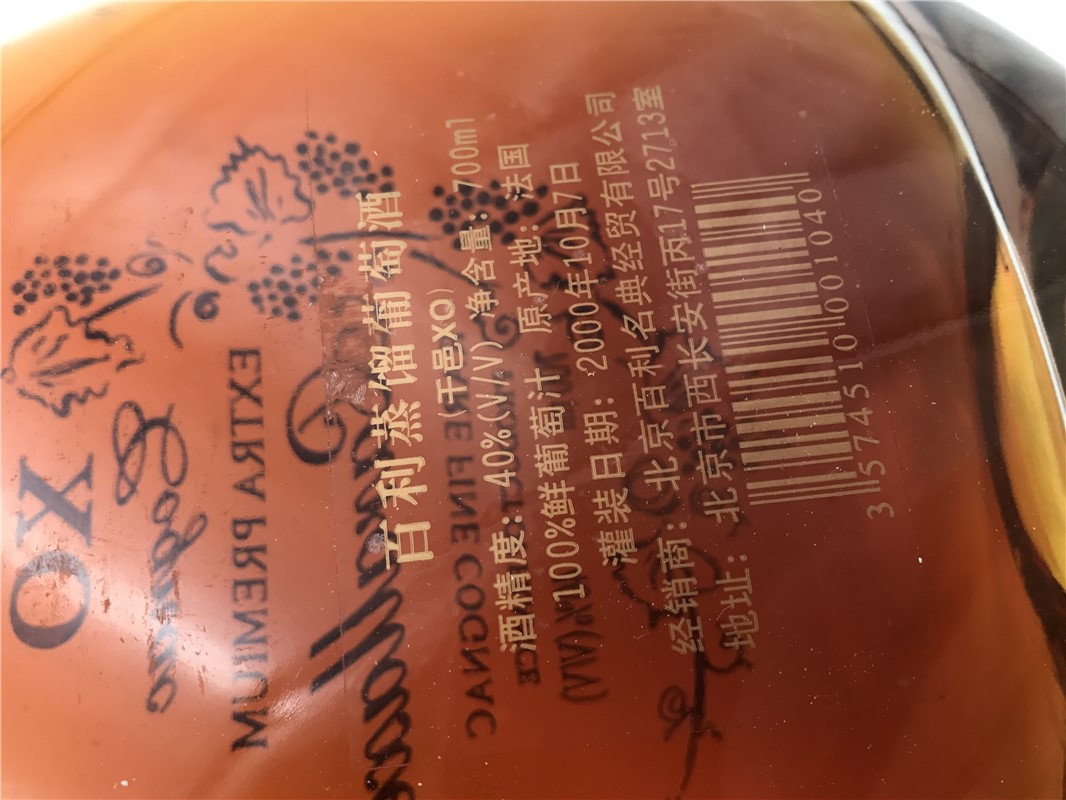 百利蒸馏葡萄酒
(干邑XO)
酒精度: 40%(V/V) 净含量: 700ml
100%鲜葡萄汁 原产地: 法国
灌装日期: 2000年10月7日
经销商: 北京百利名典经贸有限公司
地址: 北京市西长安街丙17号2713室
3 574510 001040
XO
Cognac
EXTRA PREMIUM
FINE COGNAC